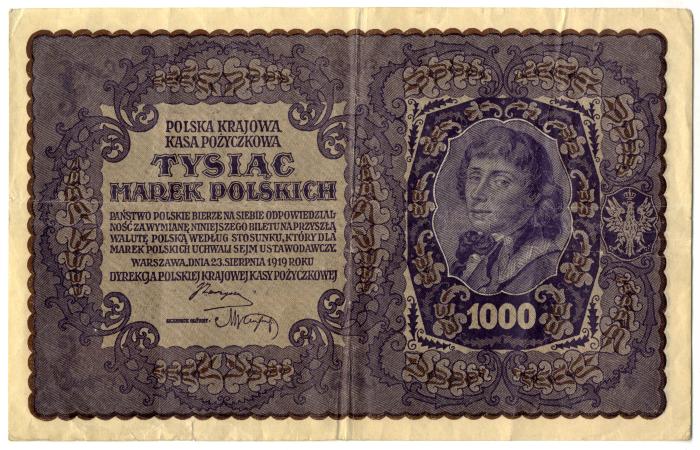 POLSKA KRAJOWA
KASA POŻYCZKOWA
TYSIĄC
MAREK POLSKICH
PAŃSTWO POLSKIE BIERZE NA SIEBIE ODPOWIEDZIAL
NOŚĆ ZA WYMIANĘ NINIEJSZEGO BILETU NA PRZYSZŁĄ
WALUTĘ POLSKĄ WEDŁUG STOSUNKU, KTÓRY DLA
MAREK POLSKICH UCHWALI SEJM USTAWODAWCZY.
WARSZAWA, DNIA 23. SIERPNIA 1919 ROKU
DYREKCJA POLSKIEJ KRAJOWEJ KASY POŻYCZKOWEJ
SKARBNIK GŁÓWNY:
1000